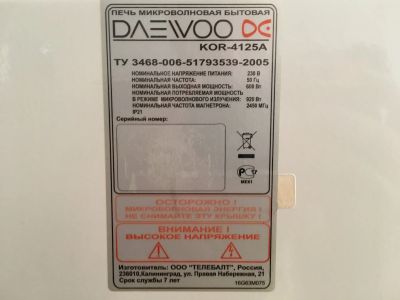 ПЕЧЬ МИКРОВОЛНОВАЯ БЫТОВАЯ
DAEWOO
KOR-4125A
ТУ 3468-006-51793539-2005
НОМИНАЛЬНОЕ НАПРЯЖЕНИЕ ПИТАНИЯ: 230 В
НОМИНАЛЬНАЯ ЧАСТОТА: 50 Гц
НОМИНАЛЬНАЯ ВЫХОДНАЯ МОЩНОСТЬ: 600 Вт
НОМИНАЛЬНАЯ ПОТРЕБЛЯЕМАЯ МОЩНОСТЬ
В РЕЖИМЕ МИКРОВОЛНОВОГО ИЗЛУЧЕНИЯ: 920 Вт
НОМИНАЛЬНАЯ ЧАСТОТА МАГНЕТРОНА: 2450 МГц
IP21
Серийный номер:
МЕ61
ОСТОРОЖНО !
МИКРОВОЛНОВАЯ ЭНЕРГИЯ !
НЕ СНИМАЙТЕ ЭТУ КРЫШКУ !
ВНИМАНИЕ !
ВЫСОКОЕ НАПРЯЖЕНИЕ
Изготовитель: ООО "ТЕЛЕБАЛТ", Россия,
236010,Калининград, ул. Правая Набережная, 21
Срок службы 7 лет
16G63M075